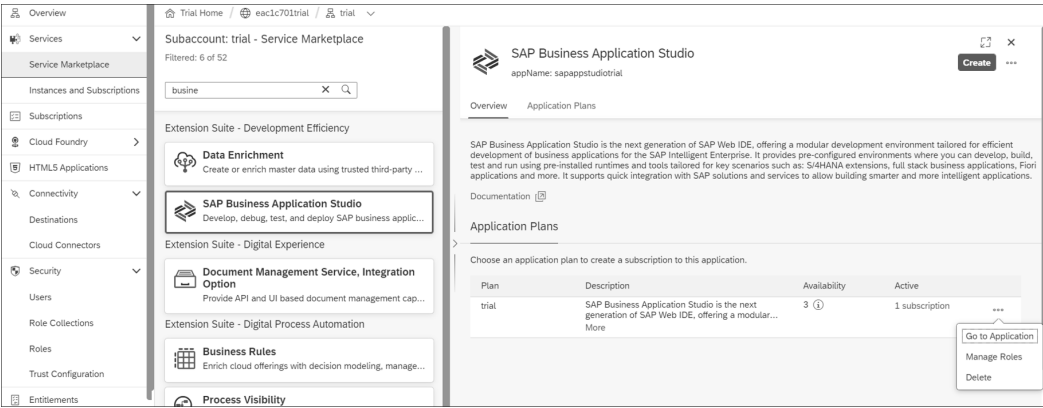 Overview
Services
Service Marketplace
Instances and Subscriptions
Subscriptions
Cloud Foundry
HTML5 Applications
Connectivity
Destinations
Cloud Connectors
Security
Users
Role Collections
Roles
Trust Configuration
Entitlements
Trial Home / eac1c701trial / trial
Subaccount: trial - Service Marketplace
Filtered: 6 of 52
busine
Extension Suite - Development Efficiency
Data Enrichment
Create or enrich master data using trusted third-party ...
SAP Business Application Studio
Develop, debug, test, and deploy SAP business applic...
Extension Suite - Digital Experience
Document Management Service, Integration
Option
Provide API and UI based document management cap...
Extension Suite - Digital Process Automation
Business Rules
Enrich cloud offerings with decision modeling, manage...
Process Visibility
SAP Business Application Studio
appName: sapappstudiotrial
Create
Overview Application Plans
SAP Business Application Studio is the next generation of SAP Web IDE, offering a modular development environment tailored for efficient
development of business applications for the SAP Intelligent Enterprise. It provides pre-configured environments where you can develop, build,
test and run using pre-installed runtimes and tools tailored for key scenarios such as: S/4HANA extensions, full stack business applications, Fiori
applications and more. It supports quick integration with SAP solutions and services to allow building smarter and more intelligent applications.
Documentation
Application Plans
Choose an application plan to create a subscription to this application.
Plan Description Availability Active
trial SAP Business Application Studio is the next 3 1 subscription
generation of SAP Web IDE, offering a modular...
More
Go to Application
Manage Roles
Delete